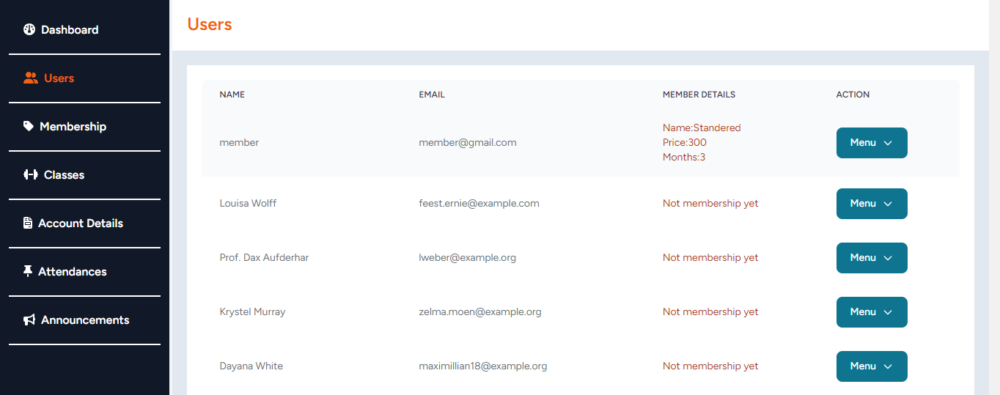 Dashboard
Users
Membership
Classes
Account Details
Attendances
Announcements
Users
NAME EMAIL MEMBER DETAILS ACTION
member member@gmail.com Name:Standered
Price:300
Months:3
Menu
Louisa Wolff feest.ernie@example.com Not membership yet Menu
Prof. Dax Aufderhar lweber@example.org Not membership yet Menu
Krystel Murray zelma.moen@example.org Not membership yet Menu
Dayana White maximillian18@example.org Not membership yet Menu